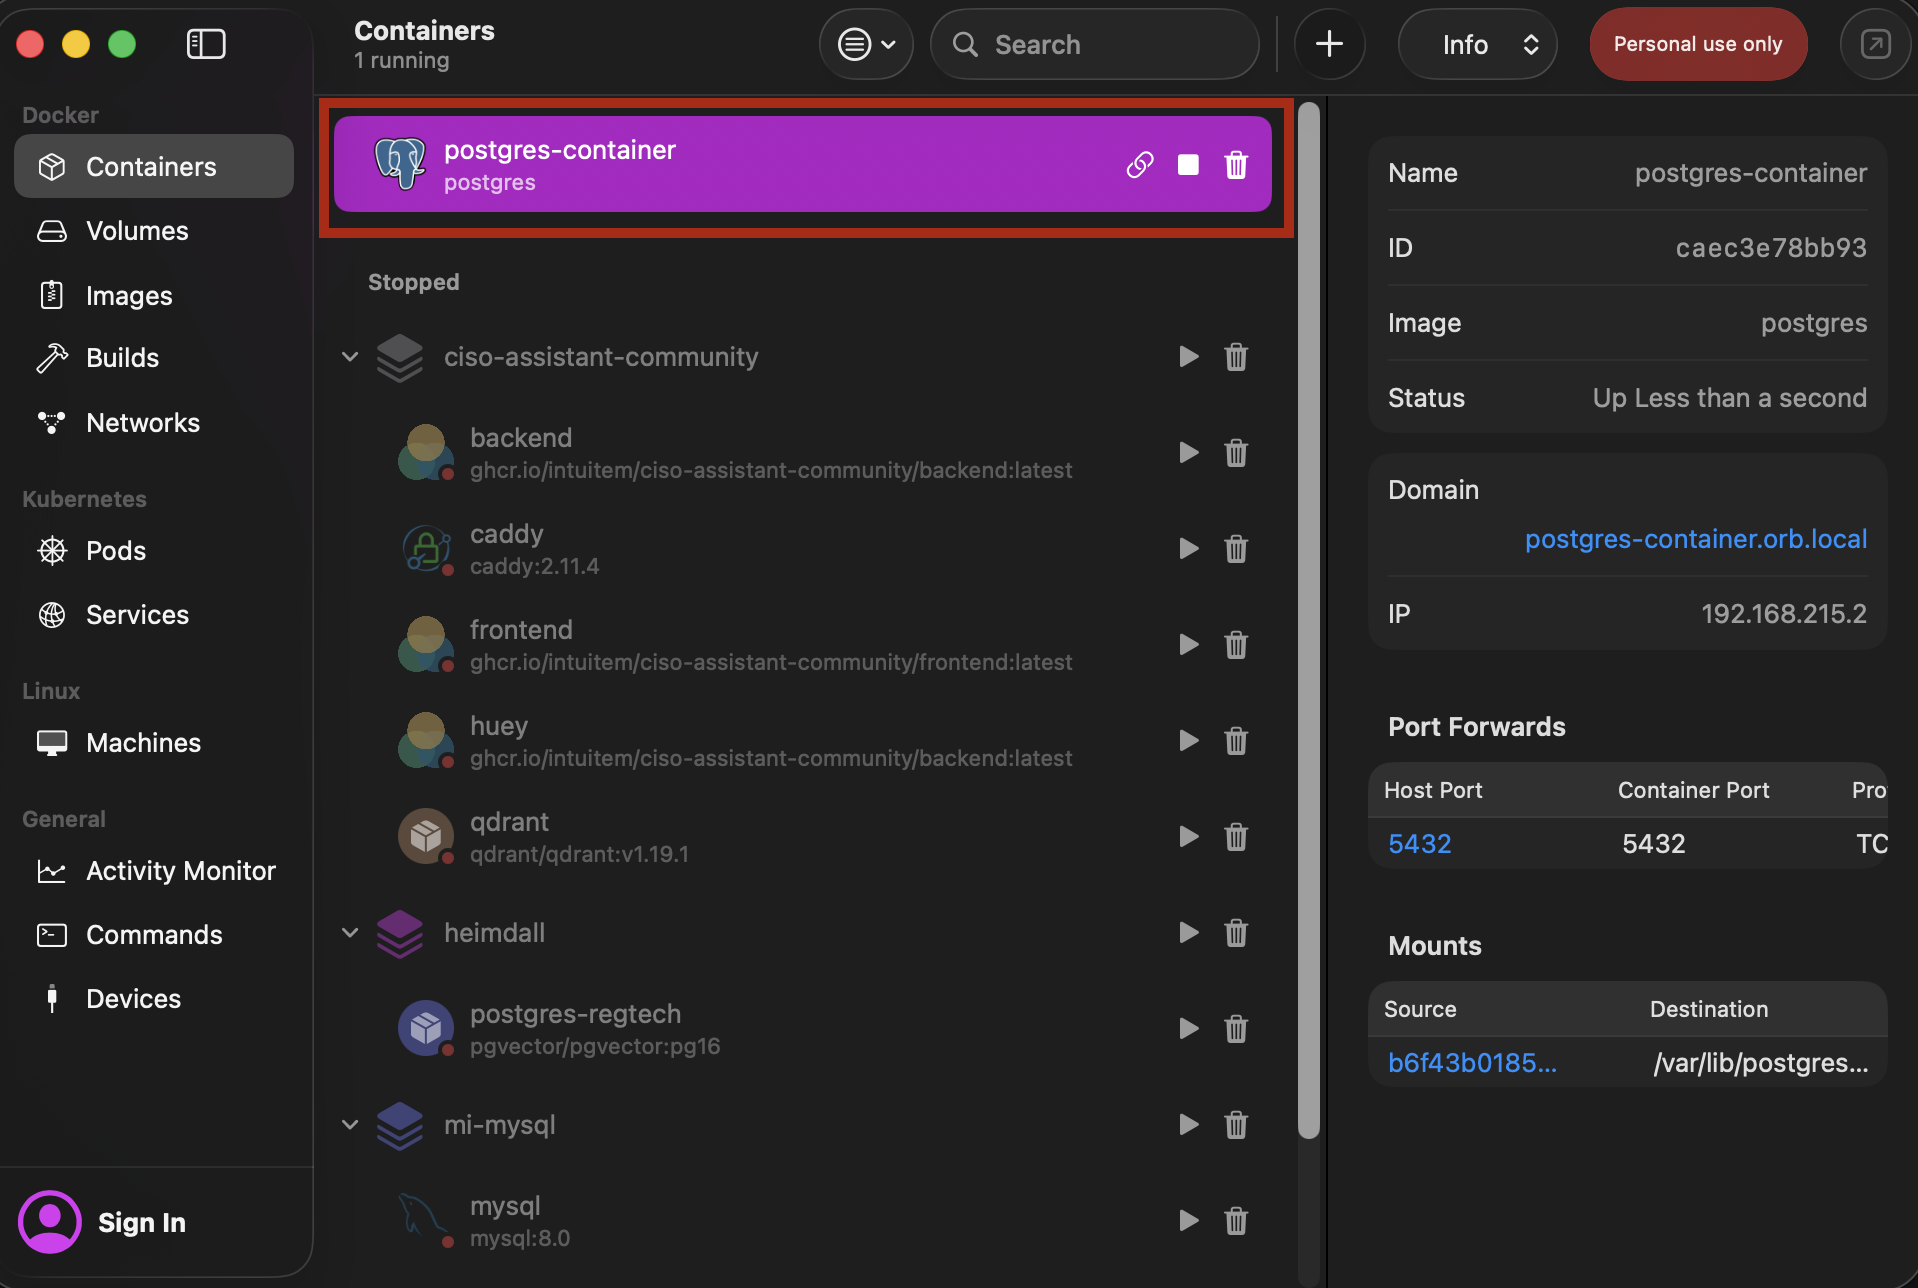 Containers
1 running
Search
Info
Personal use only
Docker
Containers
Volumes
Images
Builds
Networks
Kubernetes
Pods
Services
Linux
Machines
General
Activity Monitor
Commands
Devices
Sign In
postgres-container
postgres
Stopped
ciso-assistant-community
backend
ghcr.io/intuitem/ciso-assistant-community/backend:latest
caddy
caddy:2.11.4
frontend
ghcr.io/intuitem/ciso-assistant-community/frontend:latest
huey
ghcr.io/intuitem/ciso-assistant-community/backend:latest
qdrant
qdrant/qdrant:v1.19.1
heimdall
postgres-regtech
pgvector/pgvector:pg16
mi-mysql
mysql
mysql:8.0
Name postgres-container
ID caec3e78bb93
Image postgres
Status Up Less than a second
Domain
postgres-container.orb.local
IP 192.168.215.2
Port Forwards
Host Port Container Port Pro
5432 5432 TC
Mounts
Source Destination
b6f43b0185... /var/lib/postgres...